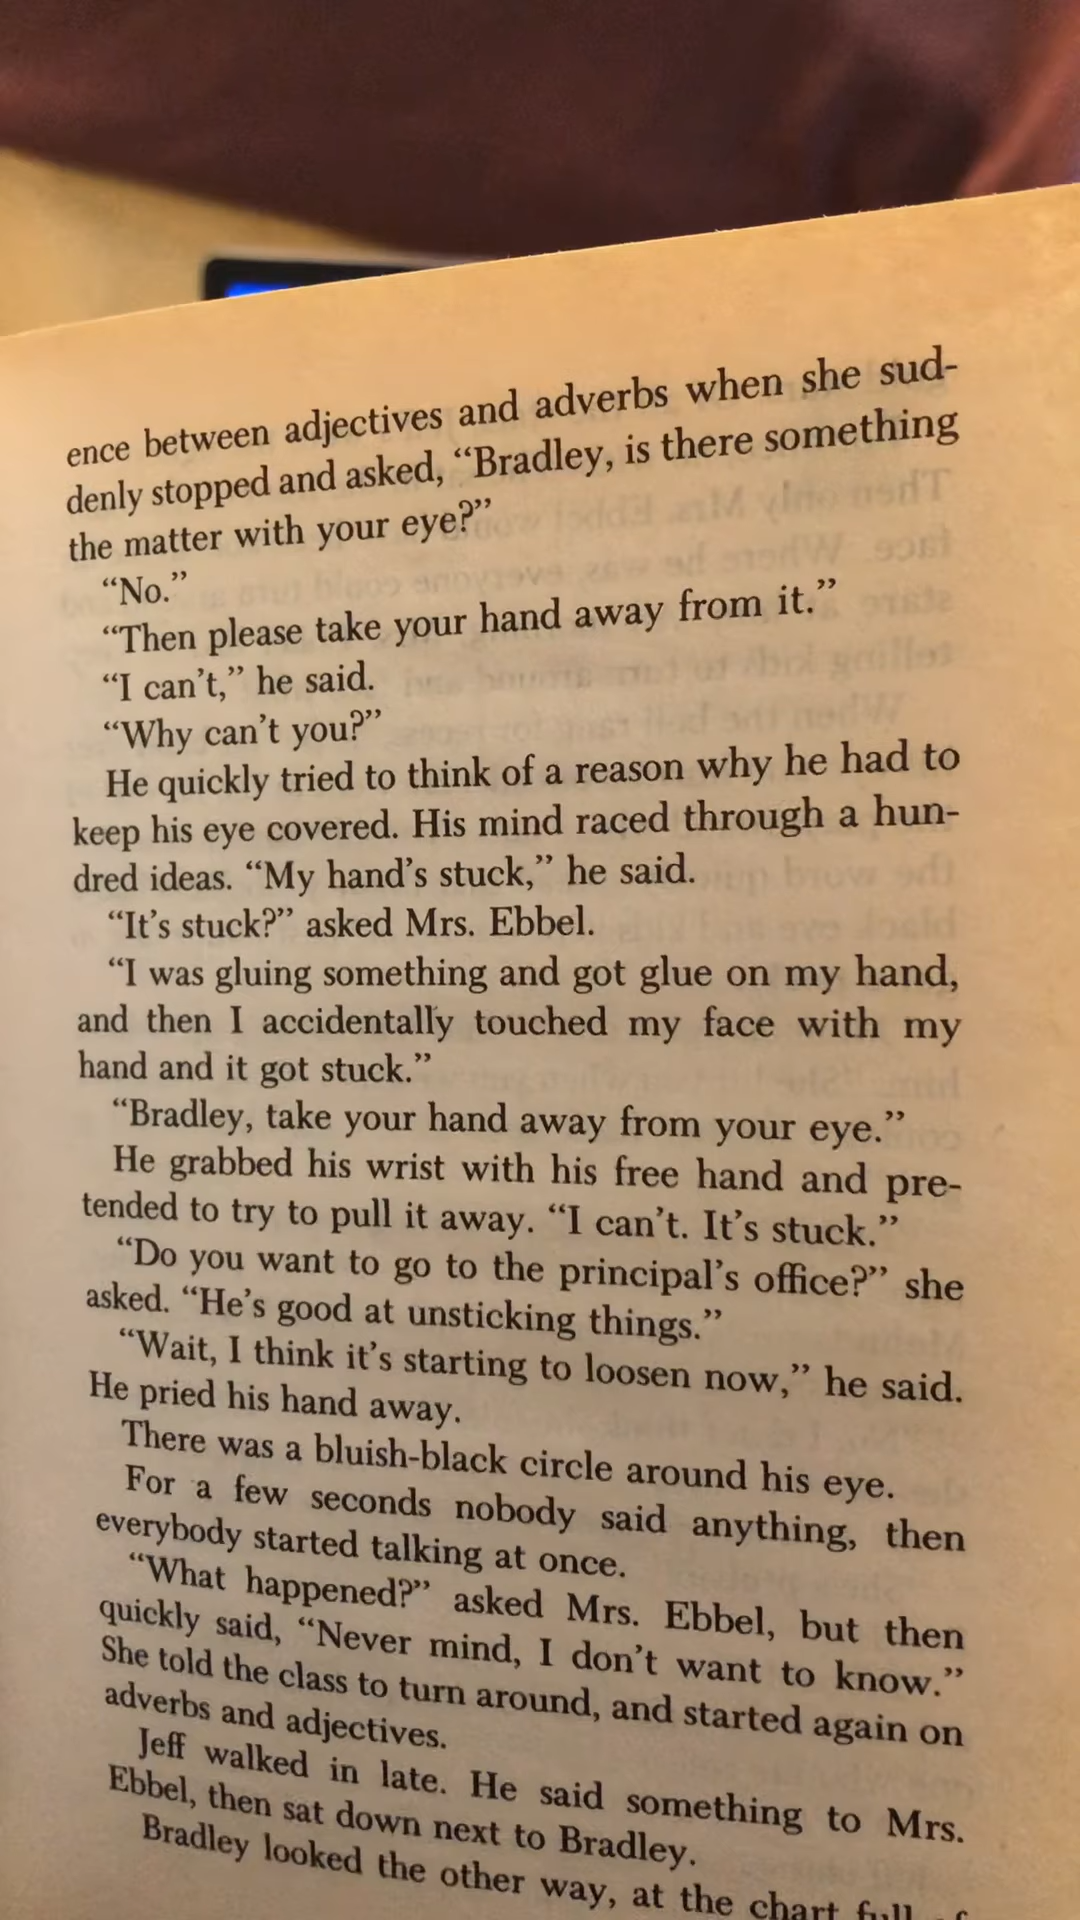 ence between adjectives and adverbs when she sud-
denly stopped and asked, “Bradley, is there something
the matter with your eye?”
“No.”
“Then please take your hand away from it.”
“I can’t,” he said.
“Why can’t you?”
He quickly tried to think of a reason why he had to
keep his eye covered. His mind raced through a hun-
dred ideas. “My hand’s stuck,” he said.
“It’s stuck?” asked Mrs. Ebbel.
“I was gluing something and got glue on my hand,
and then I accidentally touched my face with my
hand and it got stuck.”
“Bradley, take your hand away from your eye.”
He grabbed his wrist with his free hand and pre-
tended to try to pull it away. “I can’t. It’s stuck.”
“Do you want to go to the principal’s office?” she
asked. “He’s good at unsticking things.”
“Wait, I think it’s starting to loosen now,” he said.
He pried his hand away.
There was a bluish-black circle around his eye.
For a few seconds nobody said anything, then
everybody started talking at once.
“What happened?” asked Mrs. Ebbel, but then
quickly said, “Never mind, I don’t want to know.”
She told the class to turn around, and started again on
adverbs and adjectives.
Jeff walked in late. He said something to Mrs.
Ebbel, then sat down next to Bradley.
Bradley looked the other way, at the chart full of